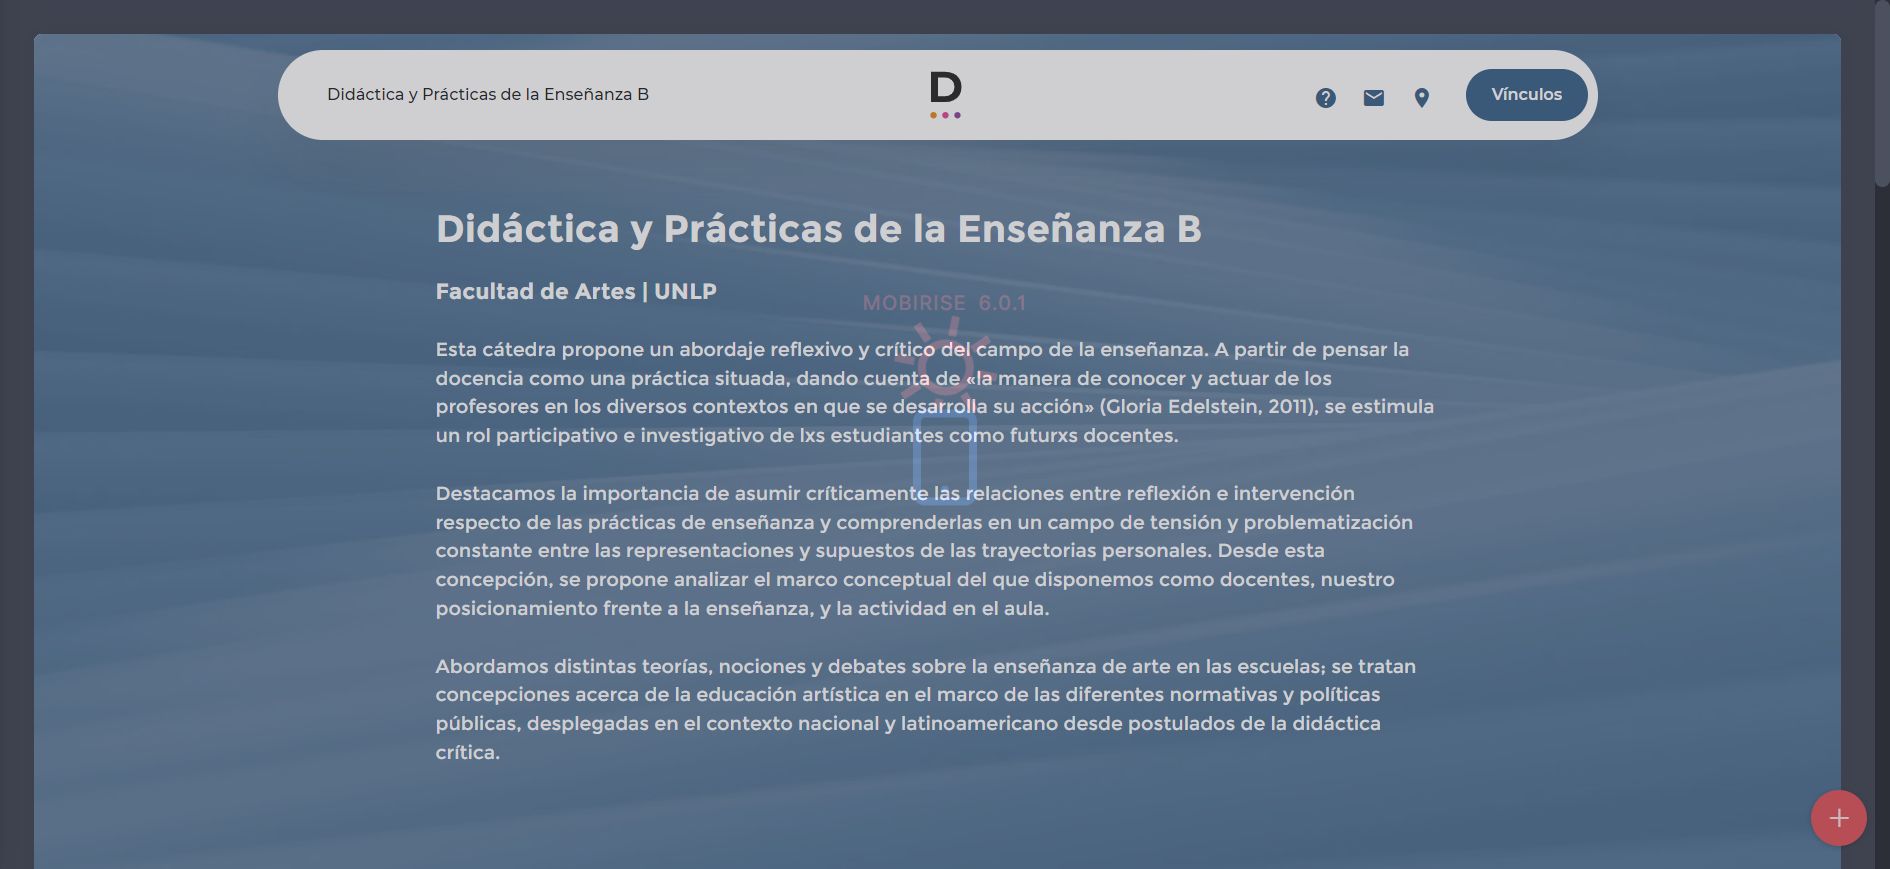 Didáctica y Prácticas de la Enseñanza B
D
Vínculos
Didáctica y Prácticas de la Enseñanza B
Facultad de Artes | UNLP
MOBIRISE 6.0.1
Esta cátedra propone un abordaje reflexivo y crítico del campo de la enseñanza. A partir de pensar la
docencia como una práctica situada, dando cuenta de «la manera de conocer y actuar de los
profesores en los diversos contextos en que se desarrolla su acción» (Gloria Edelstein, 2011), se estimula
un rol participativo e investigativo de lxs estudiantes como futurxs docentes.
Destacamos la importancia de asumir críticamente las relaciones entre reflexión e intervención
respecto de las prácticas de enseñanza y comprenderlas en un campo de tensión y problematización
constante entre las representaciones y supuestos de las trayectorias personales. Desde esta
concepción, se propone analizar el marco conceptual del que disponemos como docentes, nuestro
posicionamiento frente a la enseñanza, y la actividad en el aula.
Abordamos distintas teorías, nociones y debates sobre la enseñanza de arte en las escuelas; se tratan
concepciones acerca de la educación artística en el marco de las diferentes normativas y políticas
públicas, desplegadas en el contexto nacional y latinoamericano desde postulados de la didáctica
crítica.